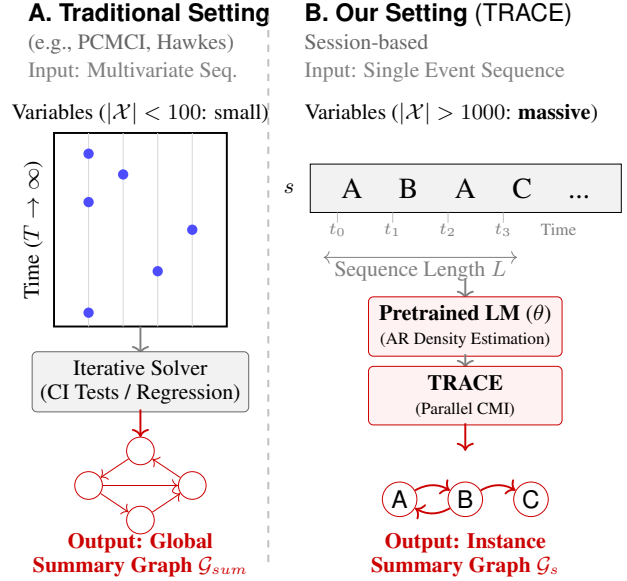 A. Traditional Setting
(e.g., PCMCI, Hawkes)
Input: Multivariate Seq.
Variables (|𝒳| < 100: small)
Time (T → ∞)
Iterative Solver
(CI Tests / Regression)
Output: Global
Summary Graph 𝒢sum
B. Our Setting (TRACE)
Session-based
Input: Single Event Sequence
Variables (|𝒳| > 1000: massive)
s A B A C ...
t0 t1 t2 t3 Time
Sequence Length L
Pretrained LM (θ)
(AR Density Estimation)
TRACE
(Parallel CMI)
A B C
Output: Instance
Summary Graph 𝒢s